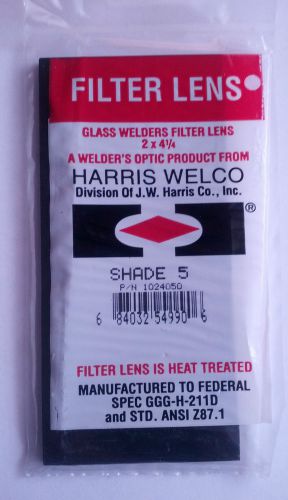 FILTER LENS
GLASS WELDERS FILTER LENS
2 x 4 1/4
A WELDER'S OPTIC PRODUCT FROM
HARRIS WELCO
Division Of J.W. Harris Co., Inc.
®
SHADE 5
P/N 1024050
6 84032 54990 6
FILTER LENS IS HEAT TREATED
MANUFACTURED TO FEDERAL
SPEC GGG-H-211D
and STD. ANSI Z87.1